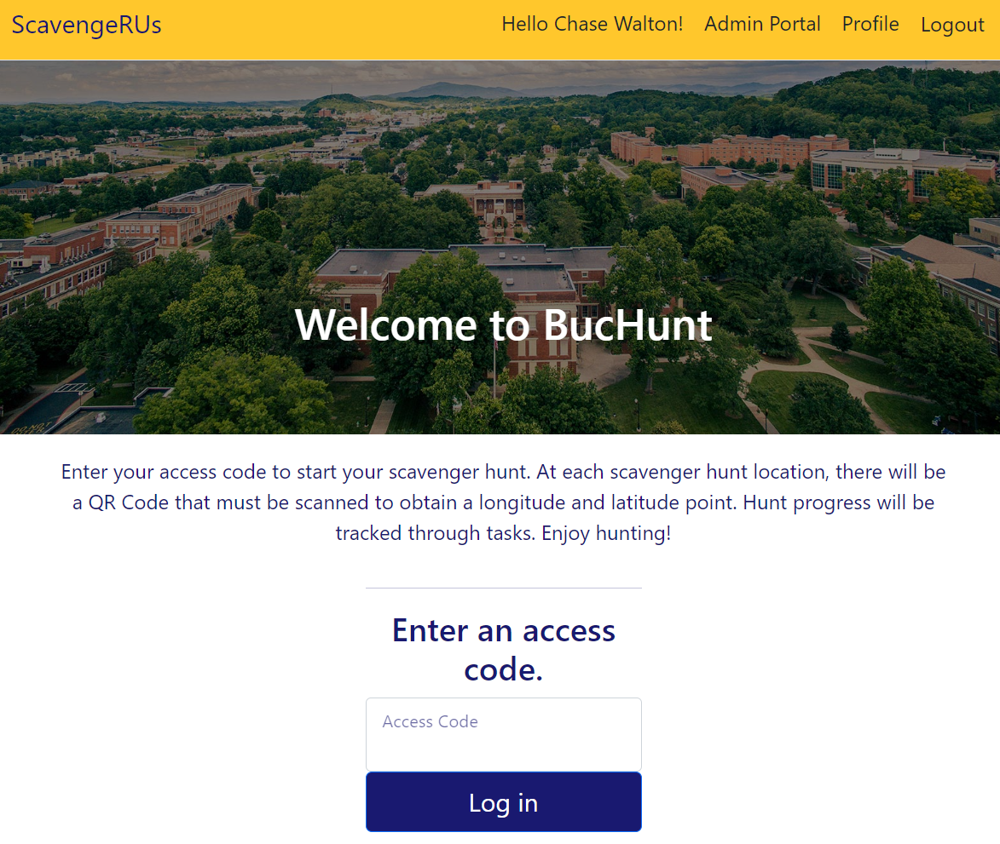 ScavengeRUs
Hello Chase Walton!
Admin Portal
Profile
Logout
Welcome to BucHunt
Enter your access code to start your scavenger hunt. At each scavenger hunt location, there will be
a QR Code that must be scanned to obtain a longitude and latitude point. Hunt progress will be
tracked through tasks. Enjoy hunting!
Enter an access
code.
Access Code
Log in